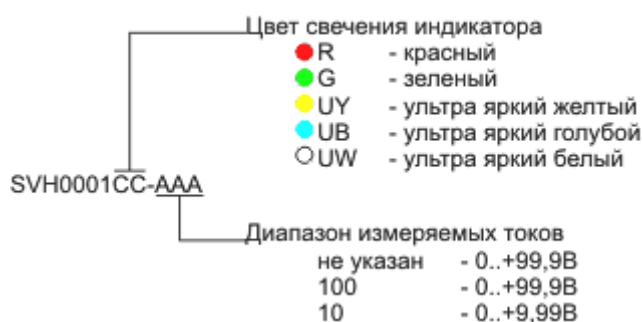 Цвет свечения индикатора
R - красный
G - зеленый
UY - ультра яркий желтый
UB - ультра яркий голубой
UW - ультра яркий белый
SVH0001CC-AAA
Диапазон измеряемых токов
не указан - 0..+99,9В
100 - 0..+99,9В
10 - 0..+9,99В